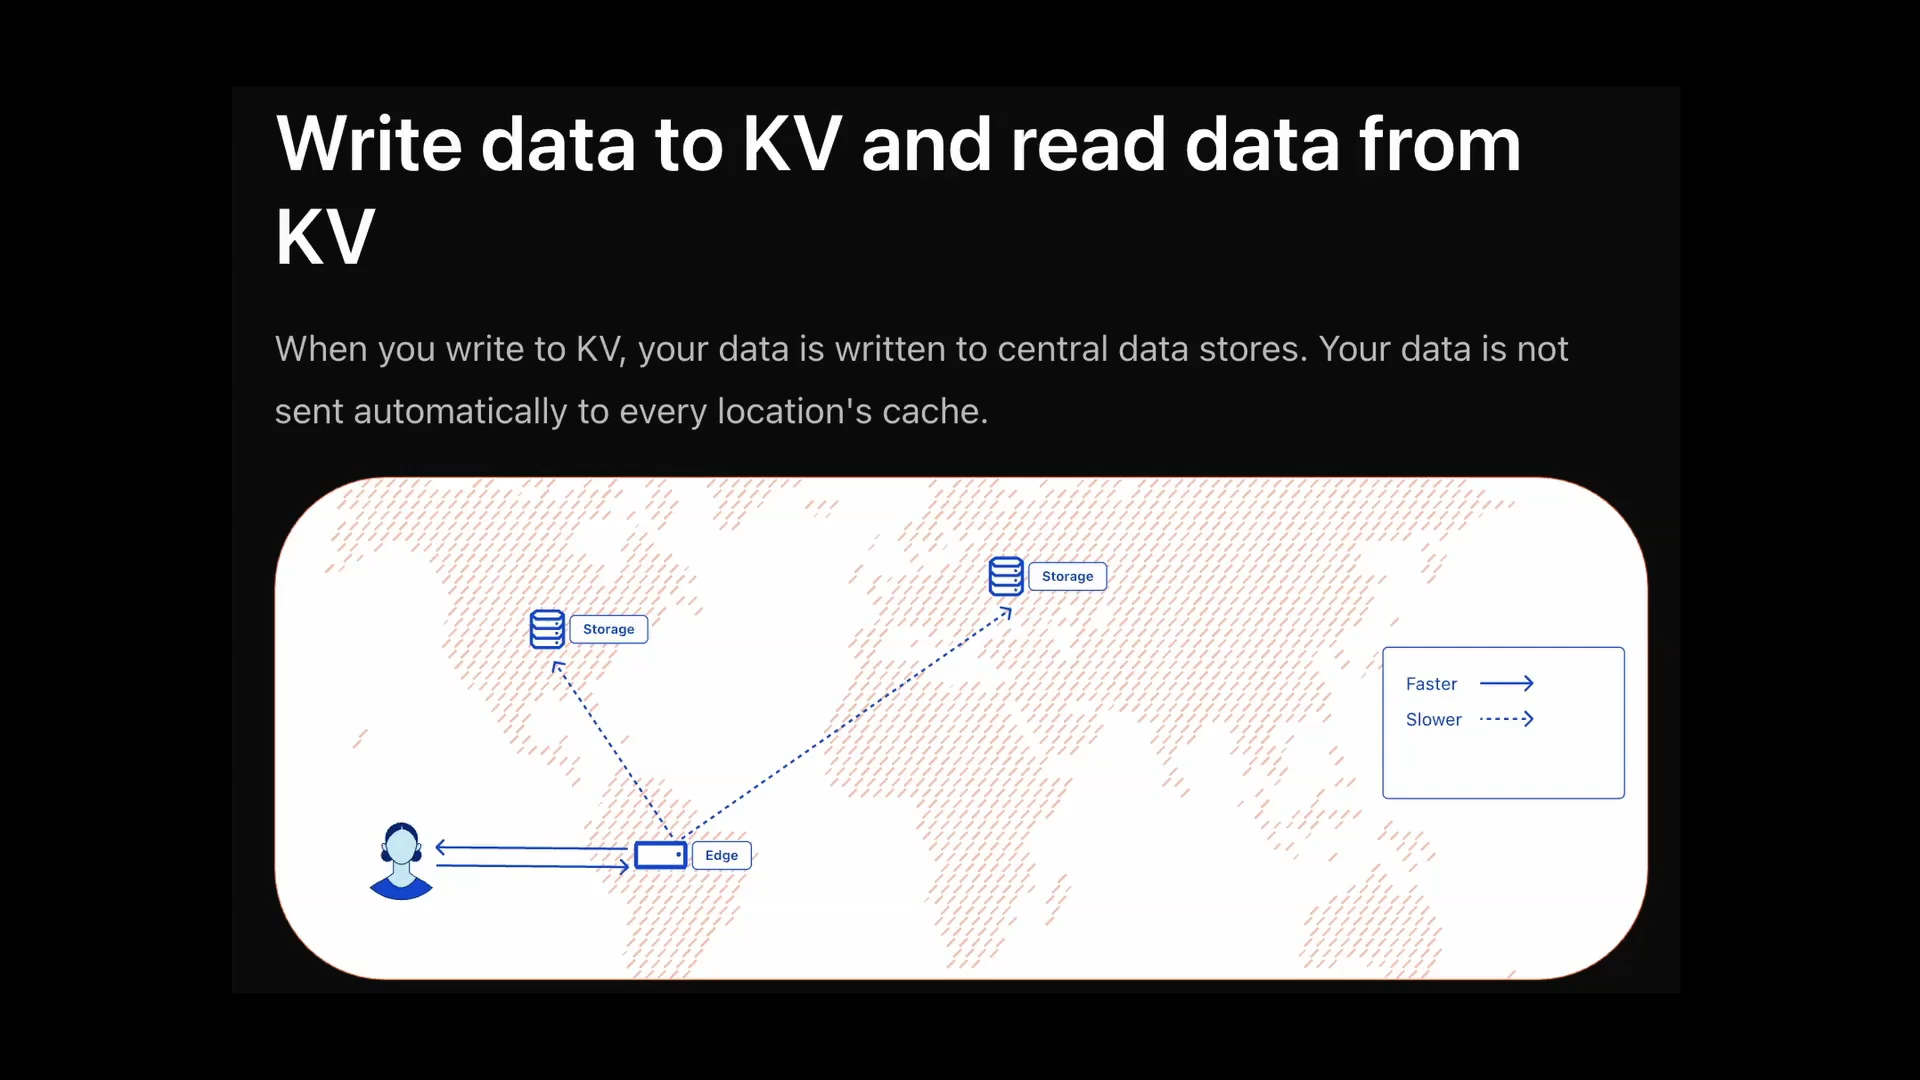 Write data to KV and read data from
KV
When you write to KV, your data is written to central data stores. Your data is not
sent automatically to every location's cache.
Storage
Storage
Faster
Slower
Edge